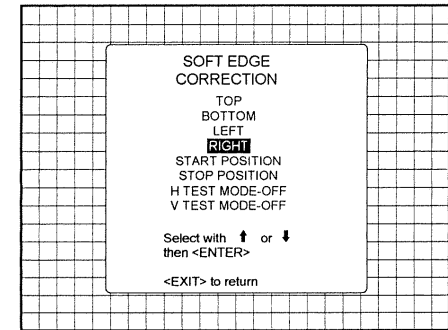 SOFT EDGE
CORRECTION
TOP
BOTTOM
LEFT
RIGHT
START POSITION
STOP POSITION
H TEST MODE-OFF
V TEST MODE-OFF
Select with ⬆ or ⬇
then <ENTER>
<EXIT> to return